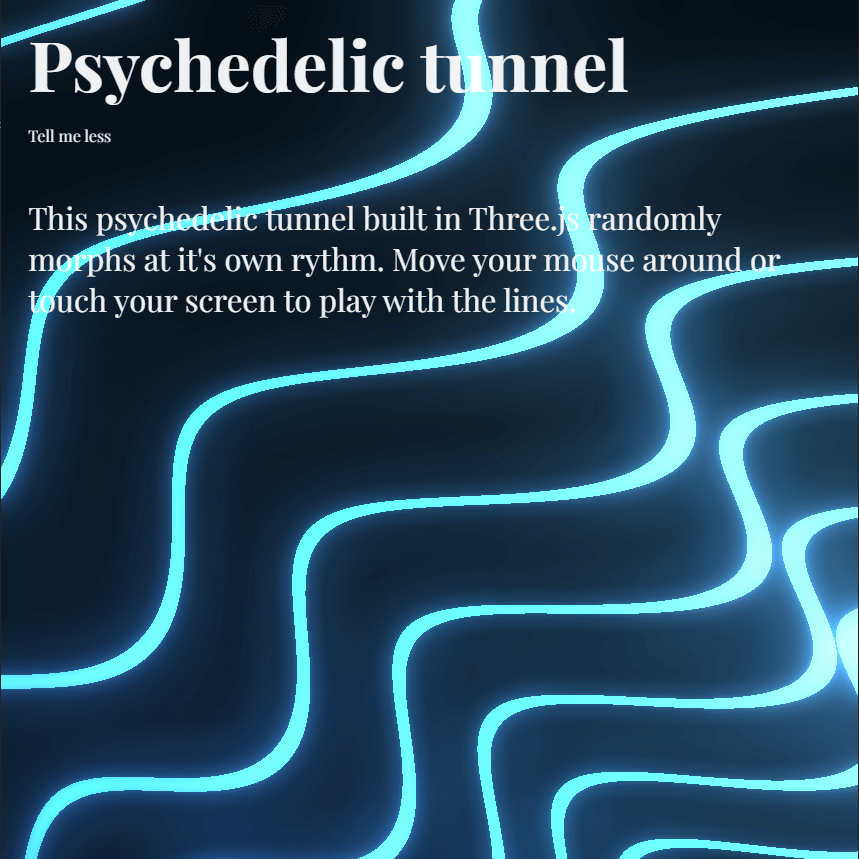 Psychedelic tunnel
Tell me less
This psychedelic tunnel built in Three.js randomly
morphs at it's own rythm. Move your mouse around or
touch your screen to play with the lines.